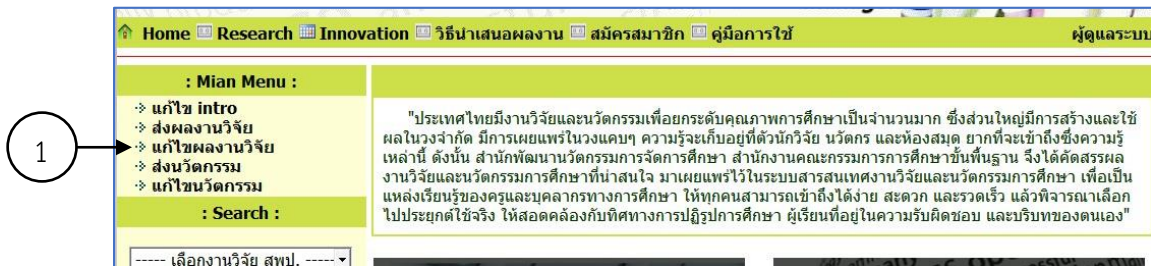 Home Research Innovation วิธีนำเสนอผลงาน สมัครสมาชิก คู่มือการใช้ ผู้ดูแลระบบ
: Mian Menu :
แก้ไข intro
ส่งผลงานวิจัย
แก้ไขผลงานวิจัย
ส่งนวัตกรรม
แก้ไขนวัตกรรม
: Search :
----- เลือกงานวิจัย สพป. -----
1
"ประเทศไทยมีงานวิจัยและนวัตกรรมเพื่อยกระดับคุณภาพการศึกษาเป็นจำนวนมาก ซึ่งส่วนใหญ่มีการสร้างและใช้
ผลในวงจำกัด มีการเผยแพร่ในวงแคบๆ ความรู้จะเก็บอยู่ที่ตัวนักวิจัย นวัตกร และห้องสมุด ยากที่จะเข้าถึงซึ่งความรู้
เหล่านี้ ดังนั้น สำนักพัฒนานวัตกรรมการจัดการศึกษา สำนักงานคณะกรรมการการศึกษาขั้นพื้นฐาน จึงได้คัดสรรผล
งานวิจัยและนวัตกรรมการศึกษาที่น่าสนใจ มาเผยแพร่ไว้ในระบบสารสนเทศงานวิจัยและนวัตกรรมการศึกษา เพื่อเป็น
แหล่งเรียนรู้ของครูและบุคลากรทางการศึกษา ให้ทุกคนสามารถเข้าถึงได้ง่าย สะดวก และรวดเร็ว แล้วพิจารณาเลือก
ไปประยุกต์ใช้จริง ให้สอดคล้องกับทิศทางการปฏิรูปการศึกษา ผู้เรียนที่อยู่ในความรับผิดชอบ และบริบทของตนเอง"